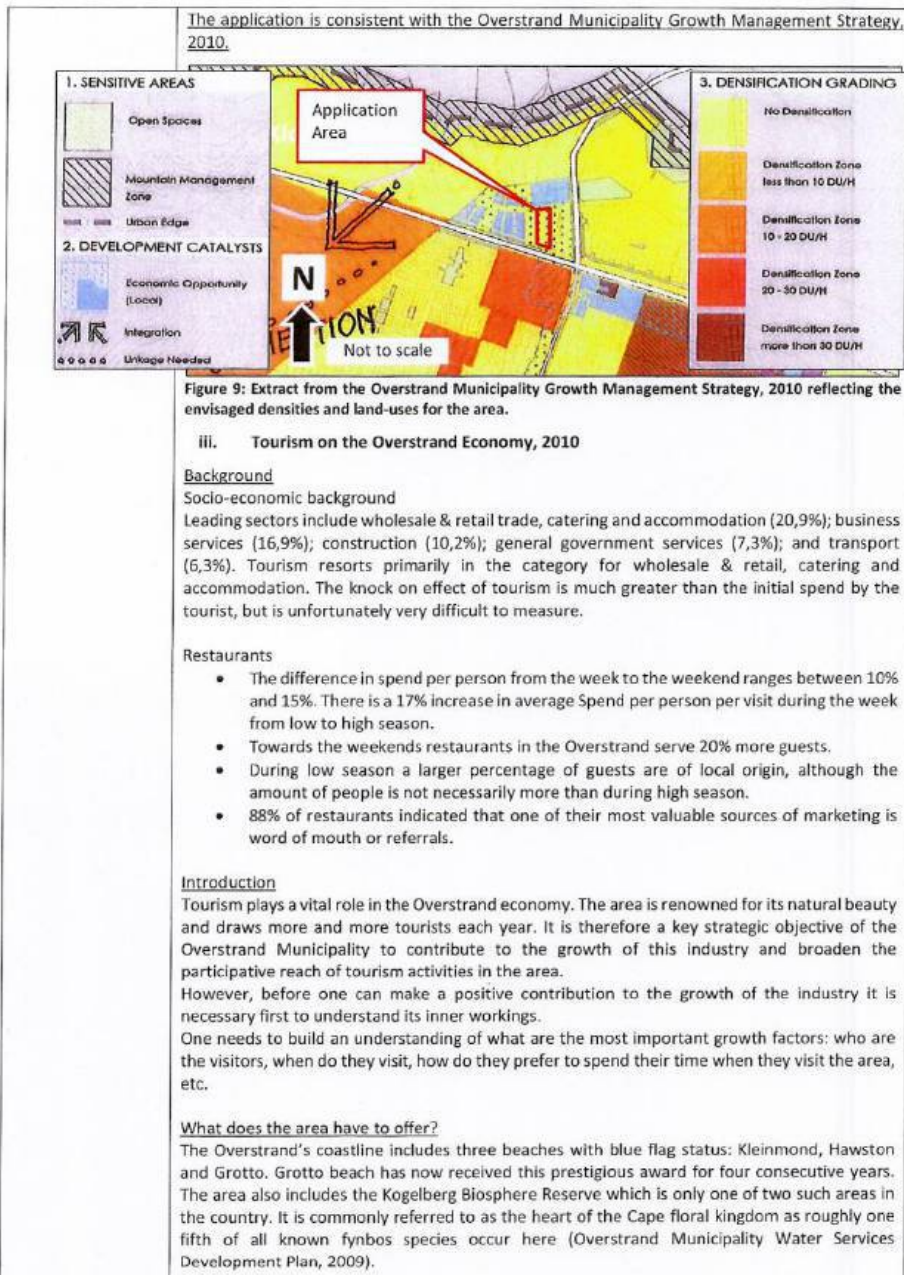 The application is consistent with the Overstrand Municipality Growth Management Strategy,
2010.
1. SENSITIVE AREAS
Open Spaces
Mountain Management
Zone
Urban Edge
2. DEVELOPMENT CATALYSTS
Economic Opportunity
(Local)
Integration
Linkage Needed
Application
Area
N
Not to scale
3. DENSIFICATION GRADING
No Densification
Densification Zone
less than 10 DU/H
Densification Zone
10 - 20 DU/H
Densification Zone
20 - 30 DU/H
Densification Zone
more than 30 DU/H
Figure 9: Extract from the Overstrand Municipality Growth Management Strategy, 2010 reflecting the
envisaged densities and land-uses for the area.
iii. Tourism on the Overstrand Economy, 2010
Background
Socio-economic background
Leading sectors include wholesale & retail trade, catering and accommodation (20,9%); business
services (16,9%); construction (10,2%); general government services (7,3%); and transport
(6,3%). Tourism resorts primarily in the category for wholesale & retail, catering and
accommodation. The knock on effect of tourism is much greater than the initial spend by the
tourist, but is unfortunately very difficult to measure.
Restaurants
• The difference in spend per person from the week to the weekend ranges between 10%
and 15%. There is a 17% increase in average Spend per person per visit during the week
from low to high season.
• Towards the weekends restaurants in the Overstrand serve 20% more guests.
• During low season a larger percentage of guests are of local origin, although the
amount of people is not necessarily more than during high season.
• 88% of restaurants indicated that one of their most valuable sources of marketing is
word of mouth or referrals.
Introduction
Tourism plays a vital role in the Overstrand economy. The area is renowned for its natural beauty
and draws more and more tourists each year. It is therefore a key strategic objective of the
Overstrand Municipality to contribute to the growth of this industry and broaden the
participative reach of tourism activities in the area.
However, before one can make a positive contribution to the growth of the industry it is
necessary first to understand its inner workings.
One needs to build an understanding of what are the most important growth factors: who are
the visitors, when do they visit, how do they prefer to spend their time when they visit the area,
etc.
What does the area have to offer?
The Overstrand's coastline includes three beaches with blue flag status: Kleinmond, Hawston
and Grotto. Grotto beach has now received this prestigious award for four consecutive years.
The area also includes the Kogelberg Biosphere Reserve which is only one of two such areas in
the country. It is commonly referred to as the heart of the Cape floral kingdom as roughly one
fifth of all known fynbos species occur here (Overstrand Municipality Water Services
Development Plan, 2009).